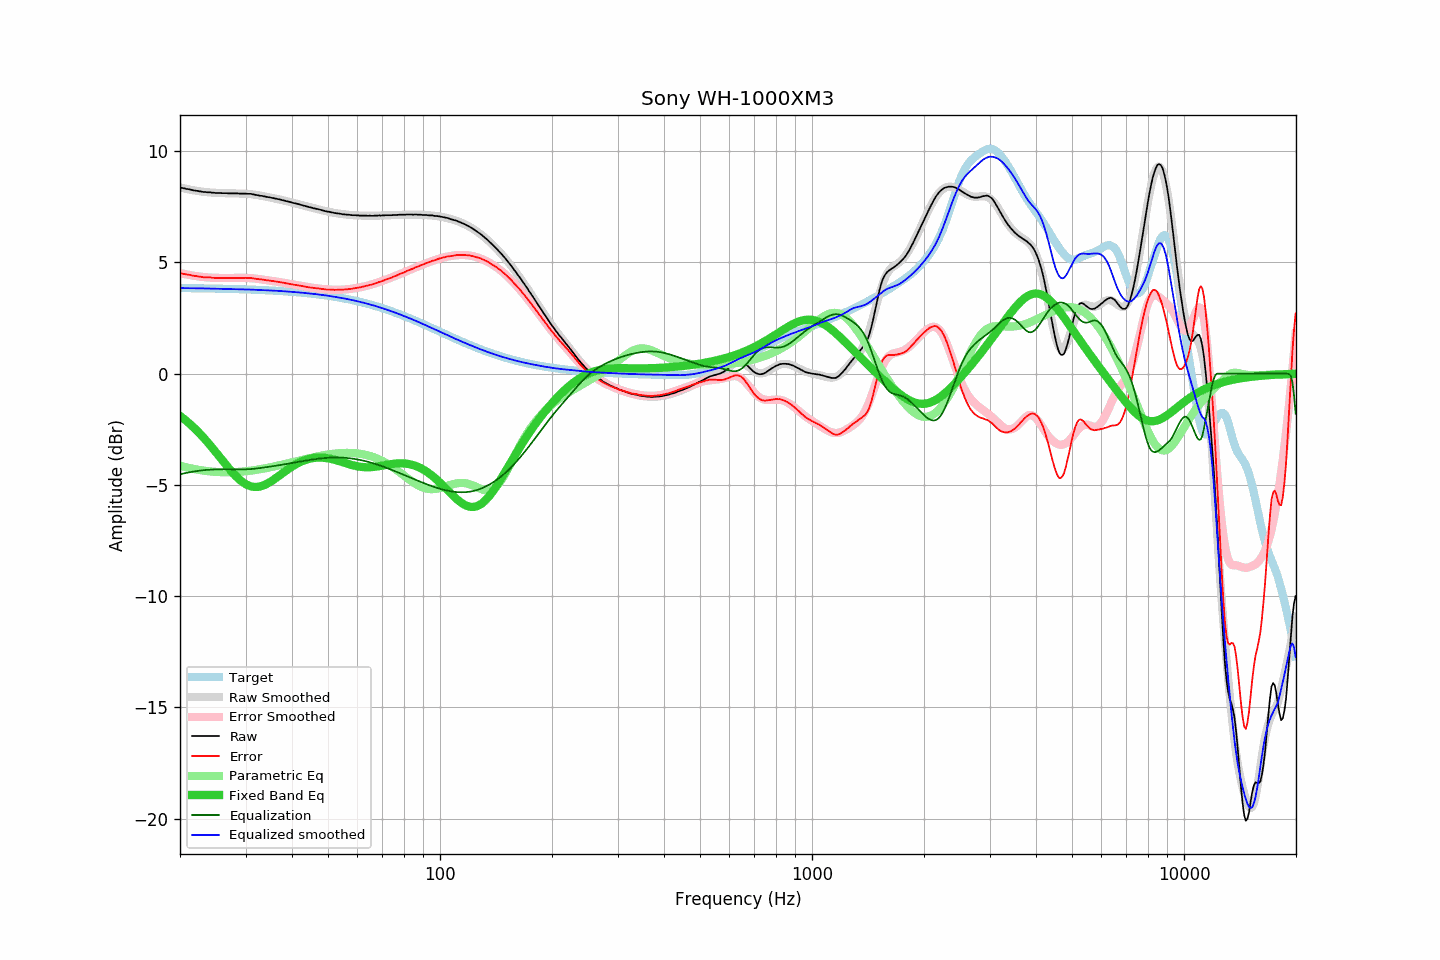 Sony WH-1000XM3
10
5
0
−5
−10
−15
−20
Amplitude (dBr)
Target
Raw Smoothed
Error Smoothed
Raw
Error
Parametric Eq
Fixed Band Eq
Equalization
Equalized smoothed
100
1000
10000
Frequency (Hz)